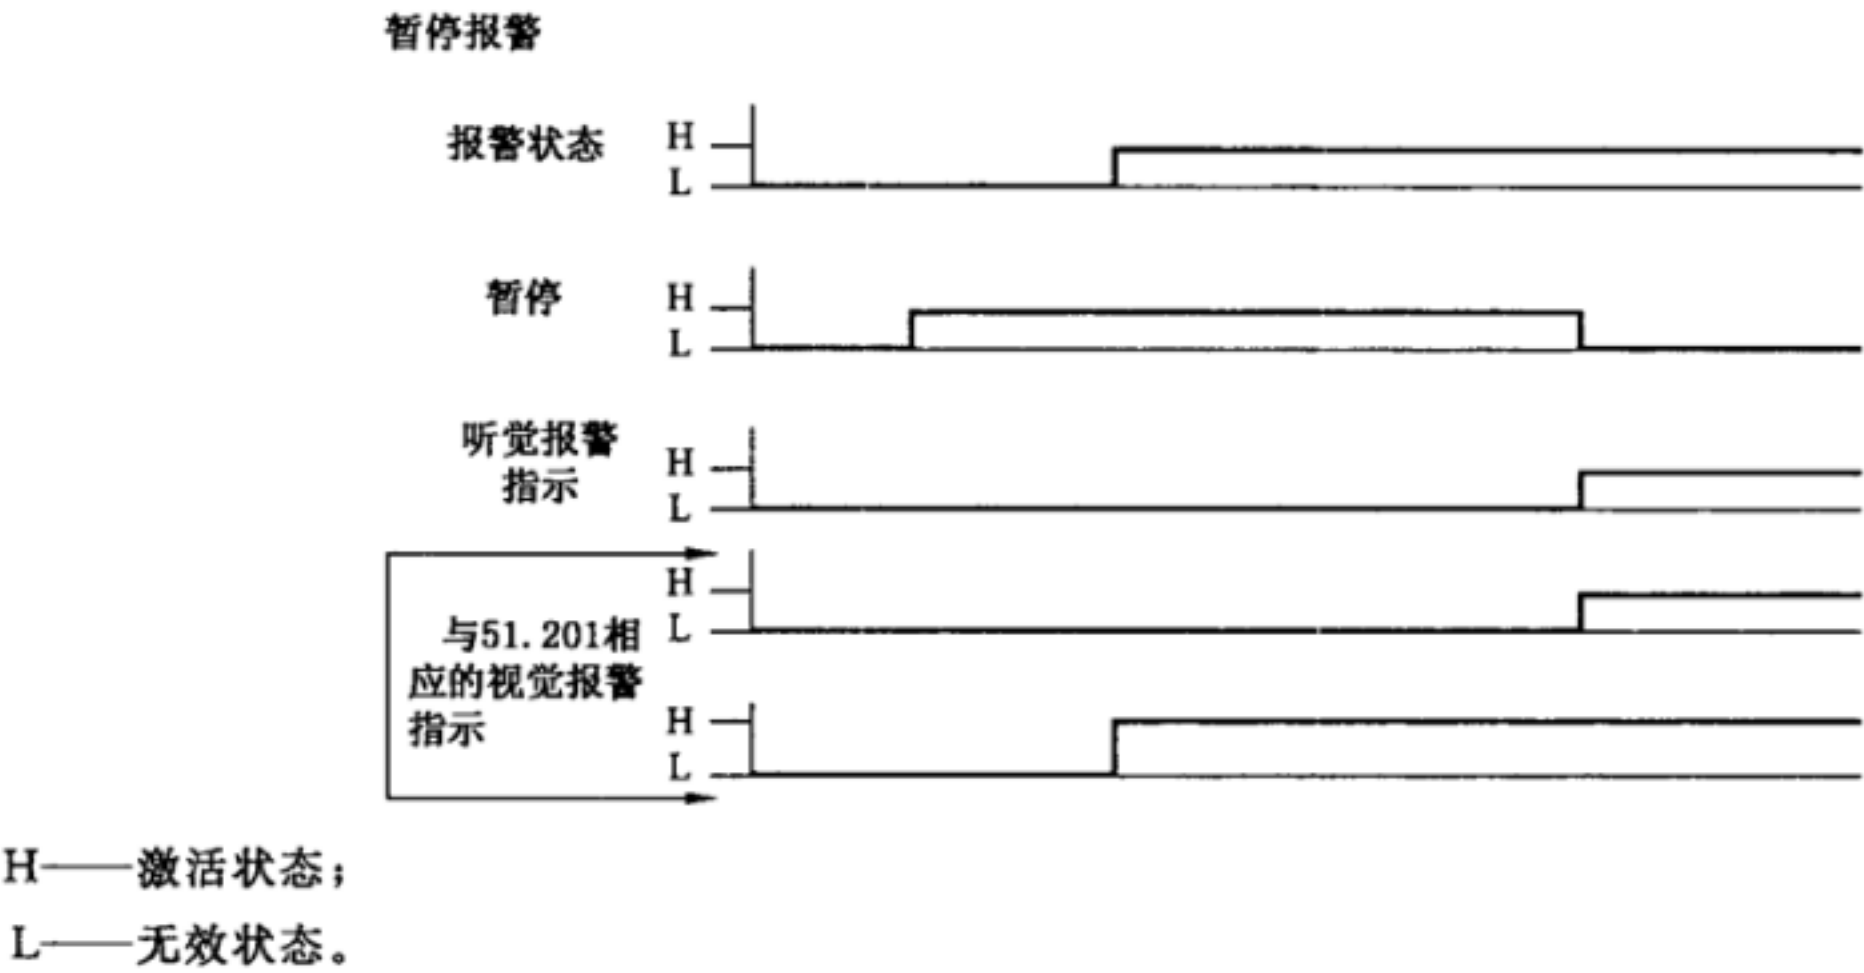 暂停报警
报警状态
H
L
暂停
H
L
听觉报警
指示
H
L
H
L
与51.201相
应的视觉报警
指示
H
L
H——激活状态；
L——无效状态。